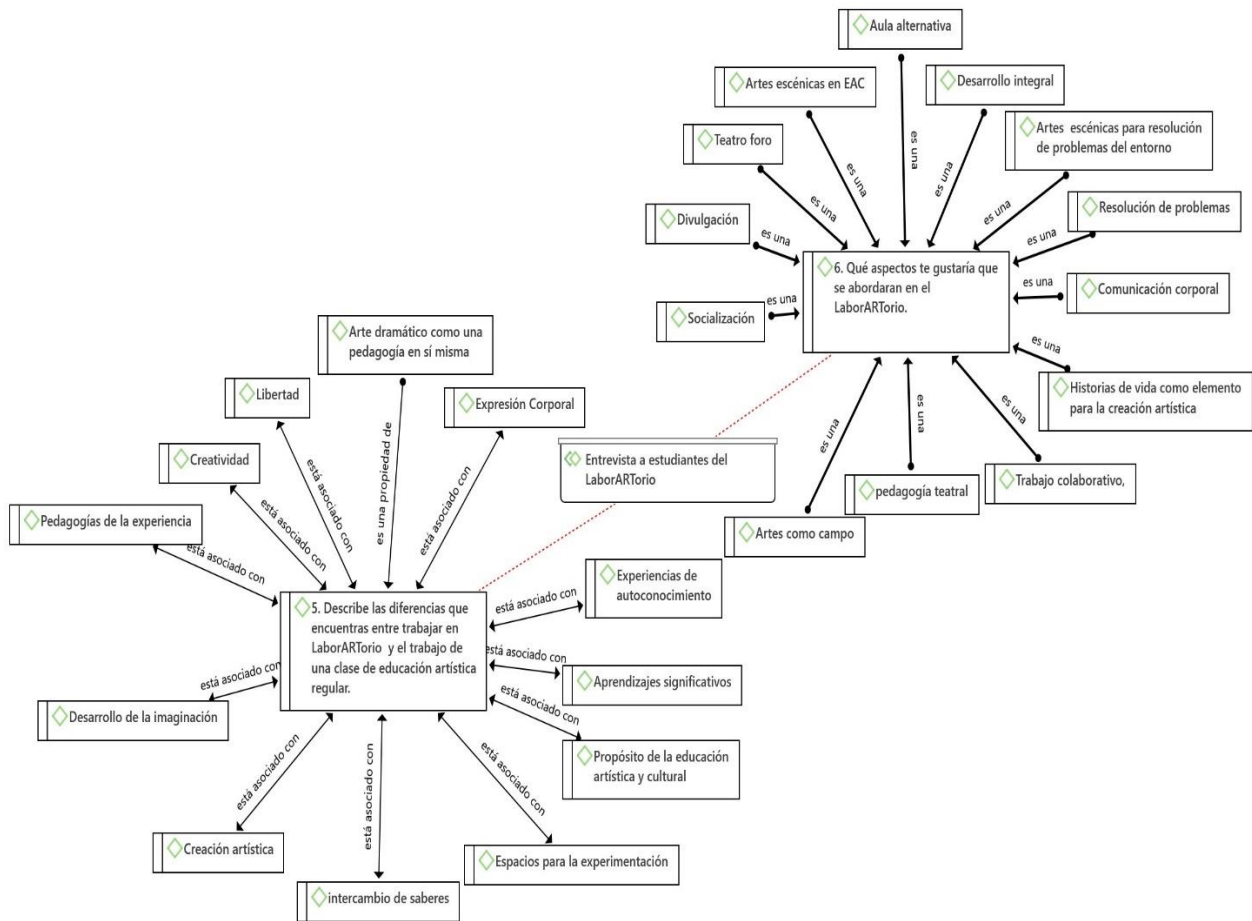 Aula alternativa
Artes escénicas en EAC
Desarrollo integral
Teatro foro
Artes  escénicas para resolución
de problemas del entorno
Divulgación
Resolución de problemas
Socialización
Comunicación corporal
Historias de vida como elemento
para la creación artística
Trabajo colaborativo,
pedagogía teatral
Artes como campo
es una
es una
es una
es una
es una
es una
es una
es una
es una
es una
es una
es una
es una
6. Qué aspectos te gustaría que
se abordaran en el
LaborARTorio.
Entrevista a estudiantes del
LaborARTorio
Arte dramático como una
pedagogía en sí misma
Libertad
Expresión Corporal
Creatividad
Pedagogías de la experiencia
es una propiedad de
está asociado con
está asociado con
está asociado con
está asociado con
5. Describe las diferencias que
encuentras entre trabajar en
LaborARTorio  y el trabajo de
una clase de educación artística
regular.
está asociado con
Experiencias de
autoconocimiento
está asociado con
Aprendizajes significativos
está asociado con
Propósito de la educación
artística y cultural
está asociado con
Desarrollo de la imaginación
está asociado con
Creación artística
está asociado con
intercambio de saberes
está asociado con
Espacios para la experimentación